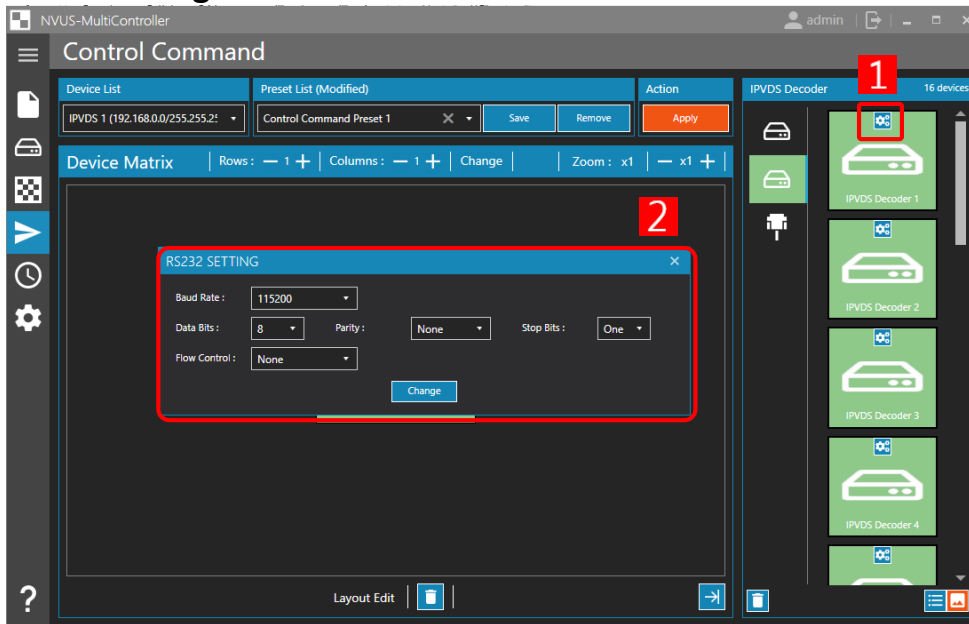 NVUS-MultiController
admin
Control Command
1
Device List
Preset List (Modified)
Action
IPVDS Decoder
16 devices
IPVDS 1 (192.168.0.0/255.255.25
Control Command Preset 1
Save
Remove
Apply
Device Matrix
Rows : 1
Columns : 1
Change
Zoom : x1
x1
IPVDS Decoder 1
2
RS232 SETTING
Baud Rate :
115200
Data Bits :
8
Parity :
None
Stop Bits :
One
Flow Control :
None
Change
IPVDS Decoder 2
IPVDS Decoder 3
IPVDS Decoder 4
Layout Edit
?